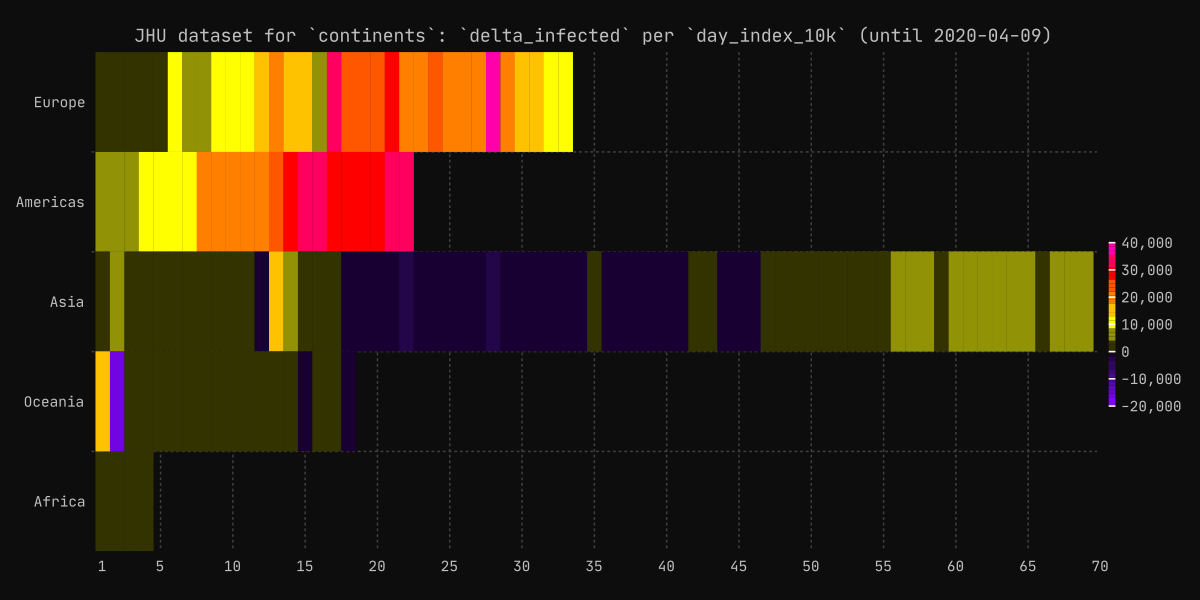 JHU dataset for `continents`: `delta_infected` per `day_index_10k` (until 2020-04-09)
Europe
Americas
Asia
Oceania
Africa
1 5 10 15 20 25 30 35 40 45 50 55 60 65 70
40,000
30,000
20,000
10,000
0
-10,000
-20,000